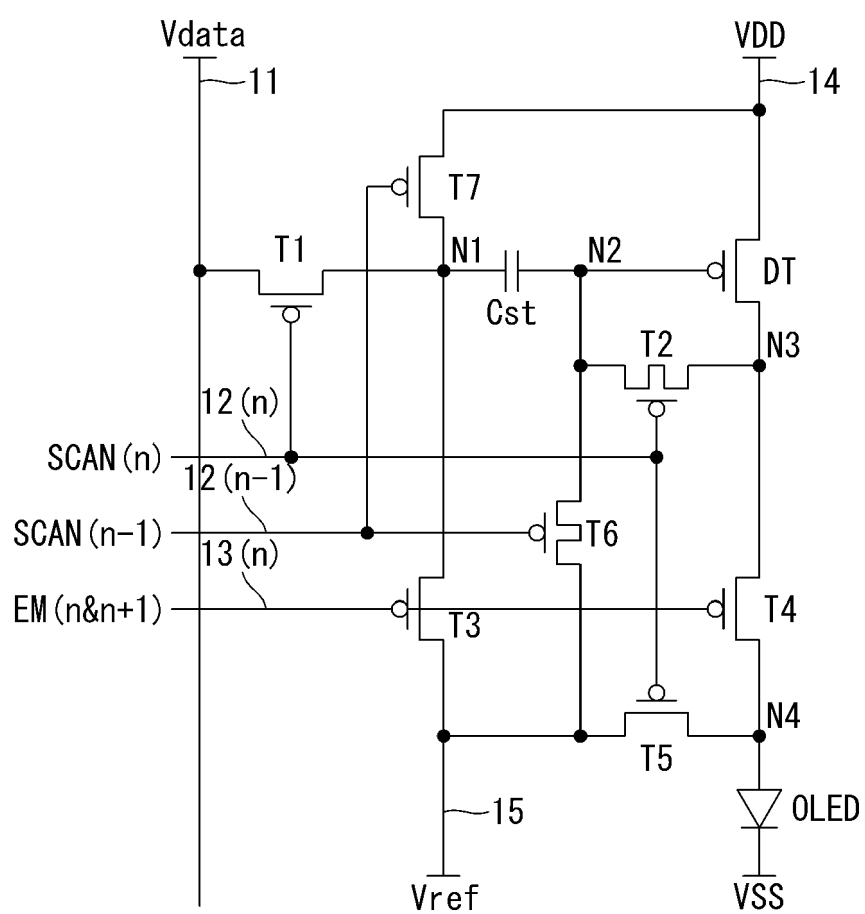 Vdata
VDD
11
14
T7
T1
N1
N2
DT
Cst
T2
N3
12(n)
SCAN(n)
12(n-1)
SCAN(n-1)
T6
13(n)
EM(n&n+1)
T3
T4
N4
T5
15
OLED
Vref
VSS